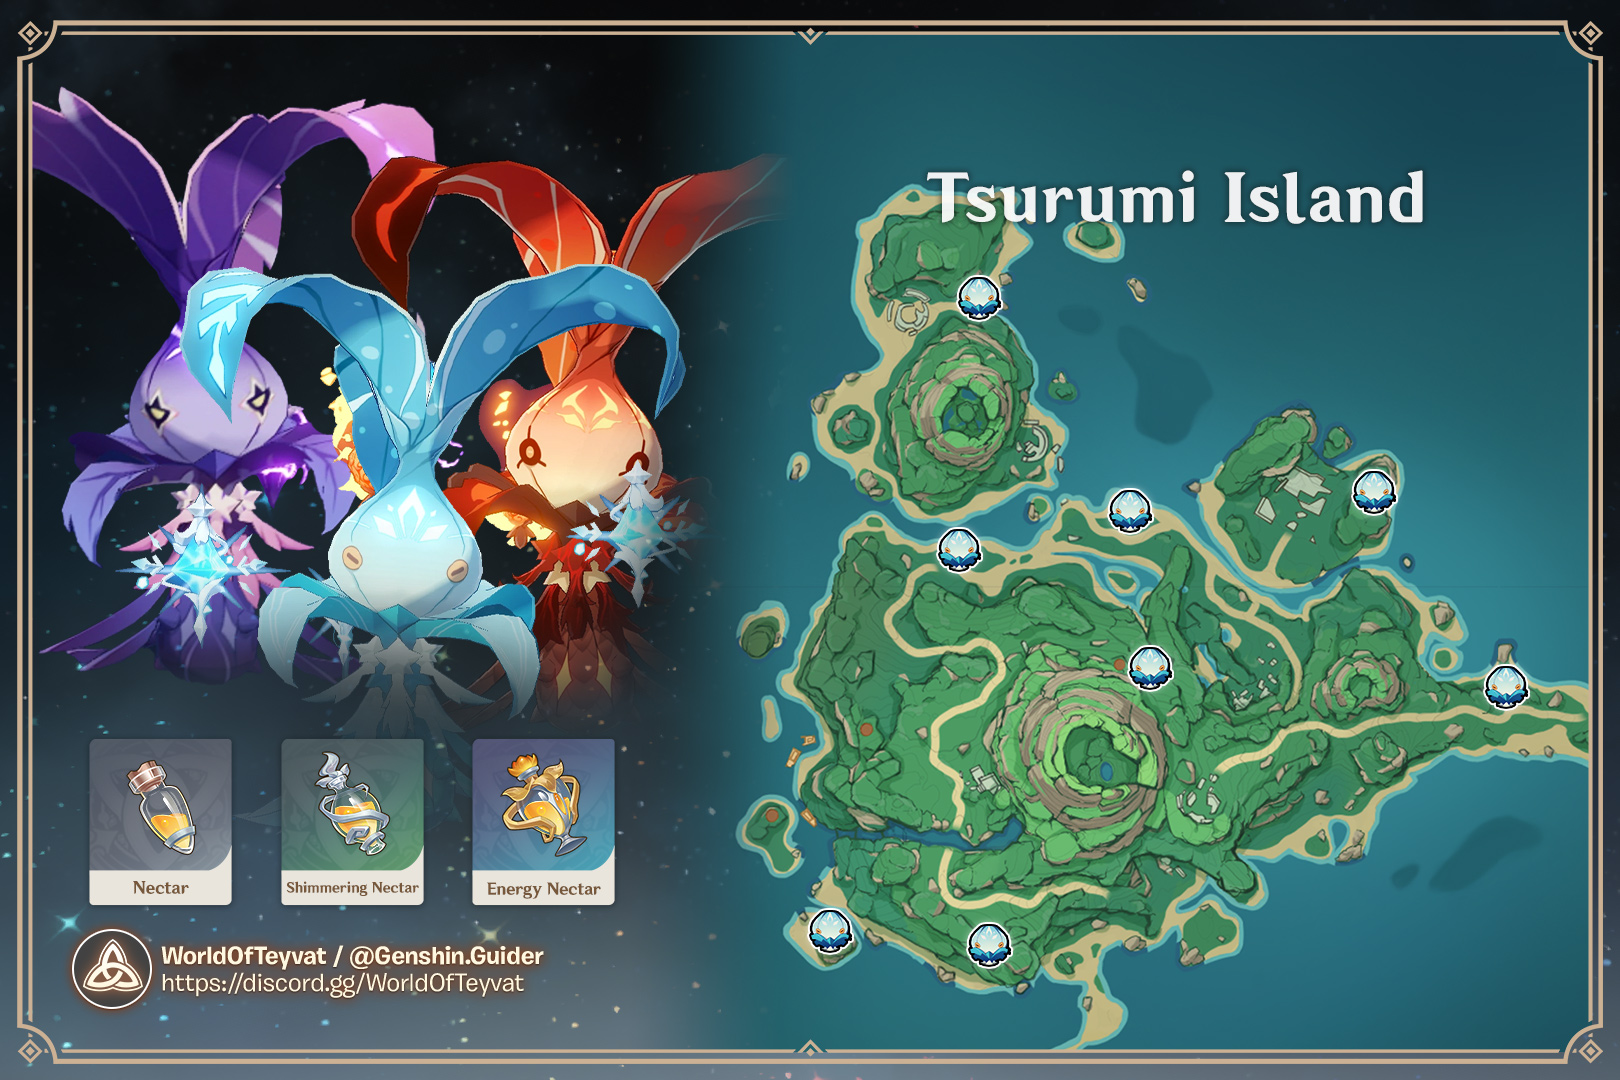 Tsurumi Island
Nectar
Shimmering Nectar
Energy Nectar
WorldOfTeyvat / @Genshin.Guider
https://discord.gg/WorldOfTeyvat